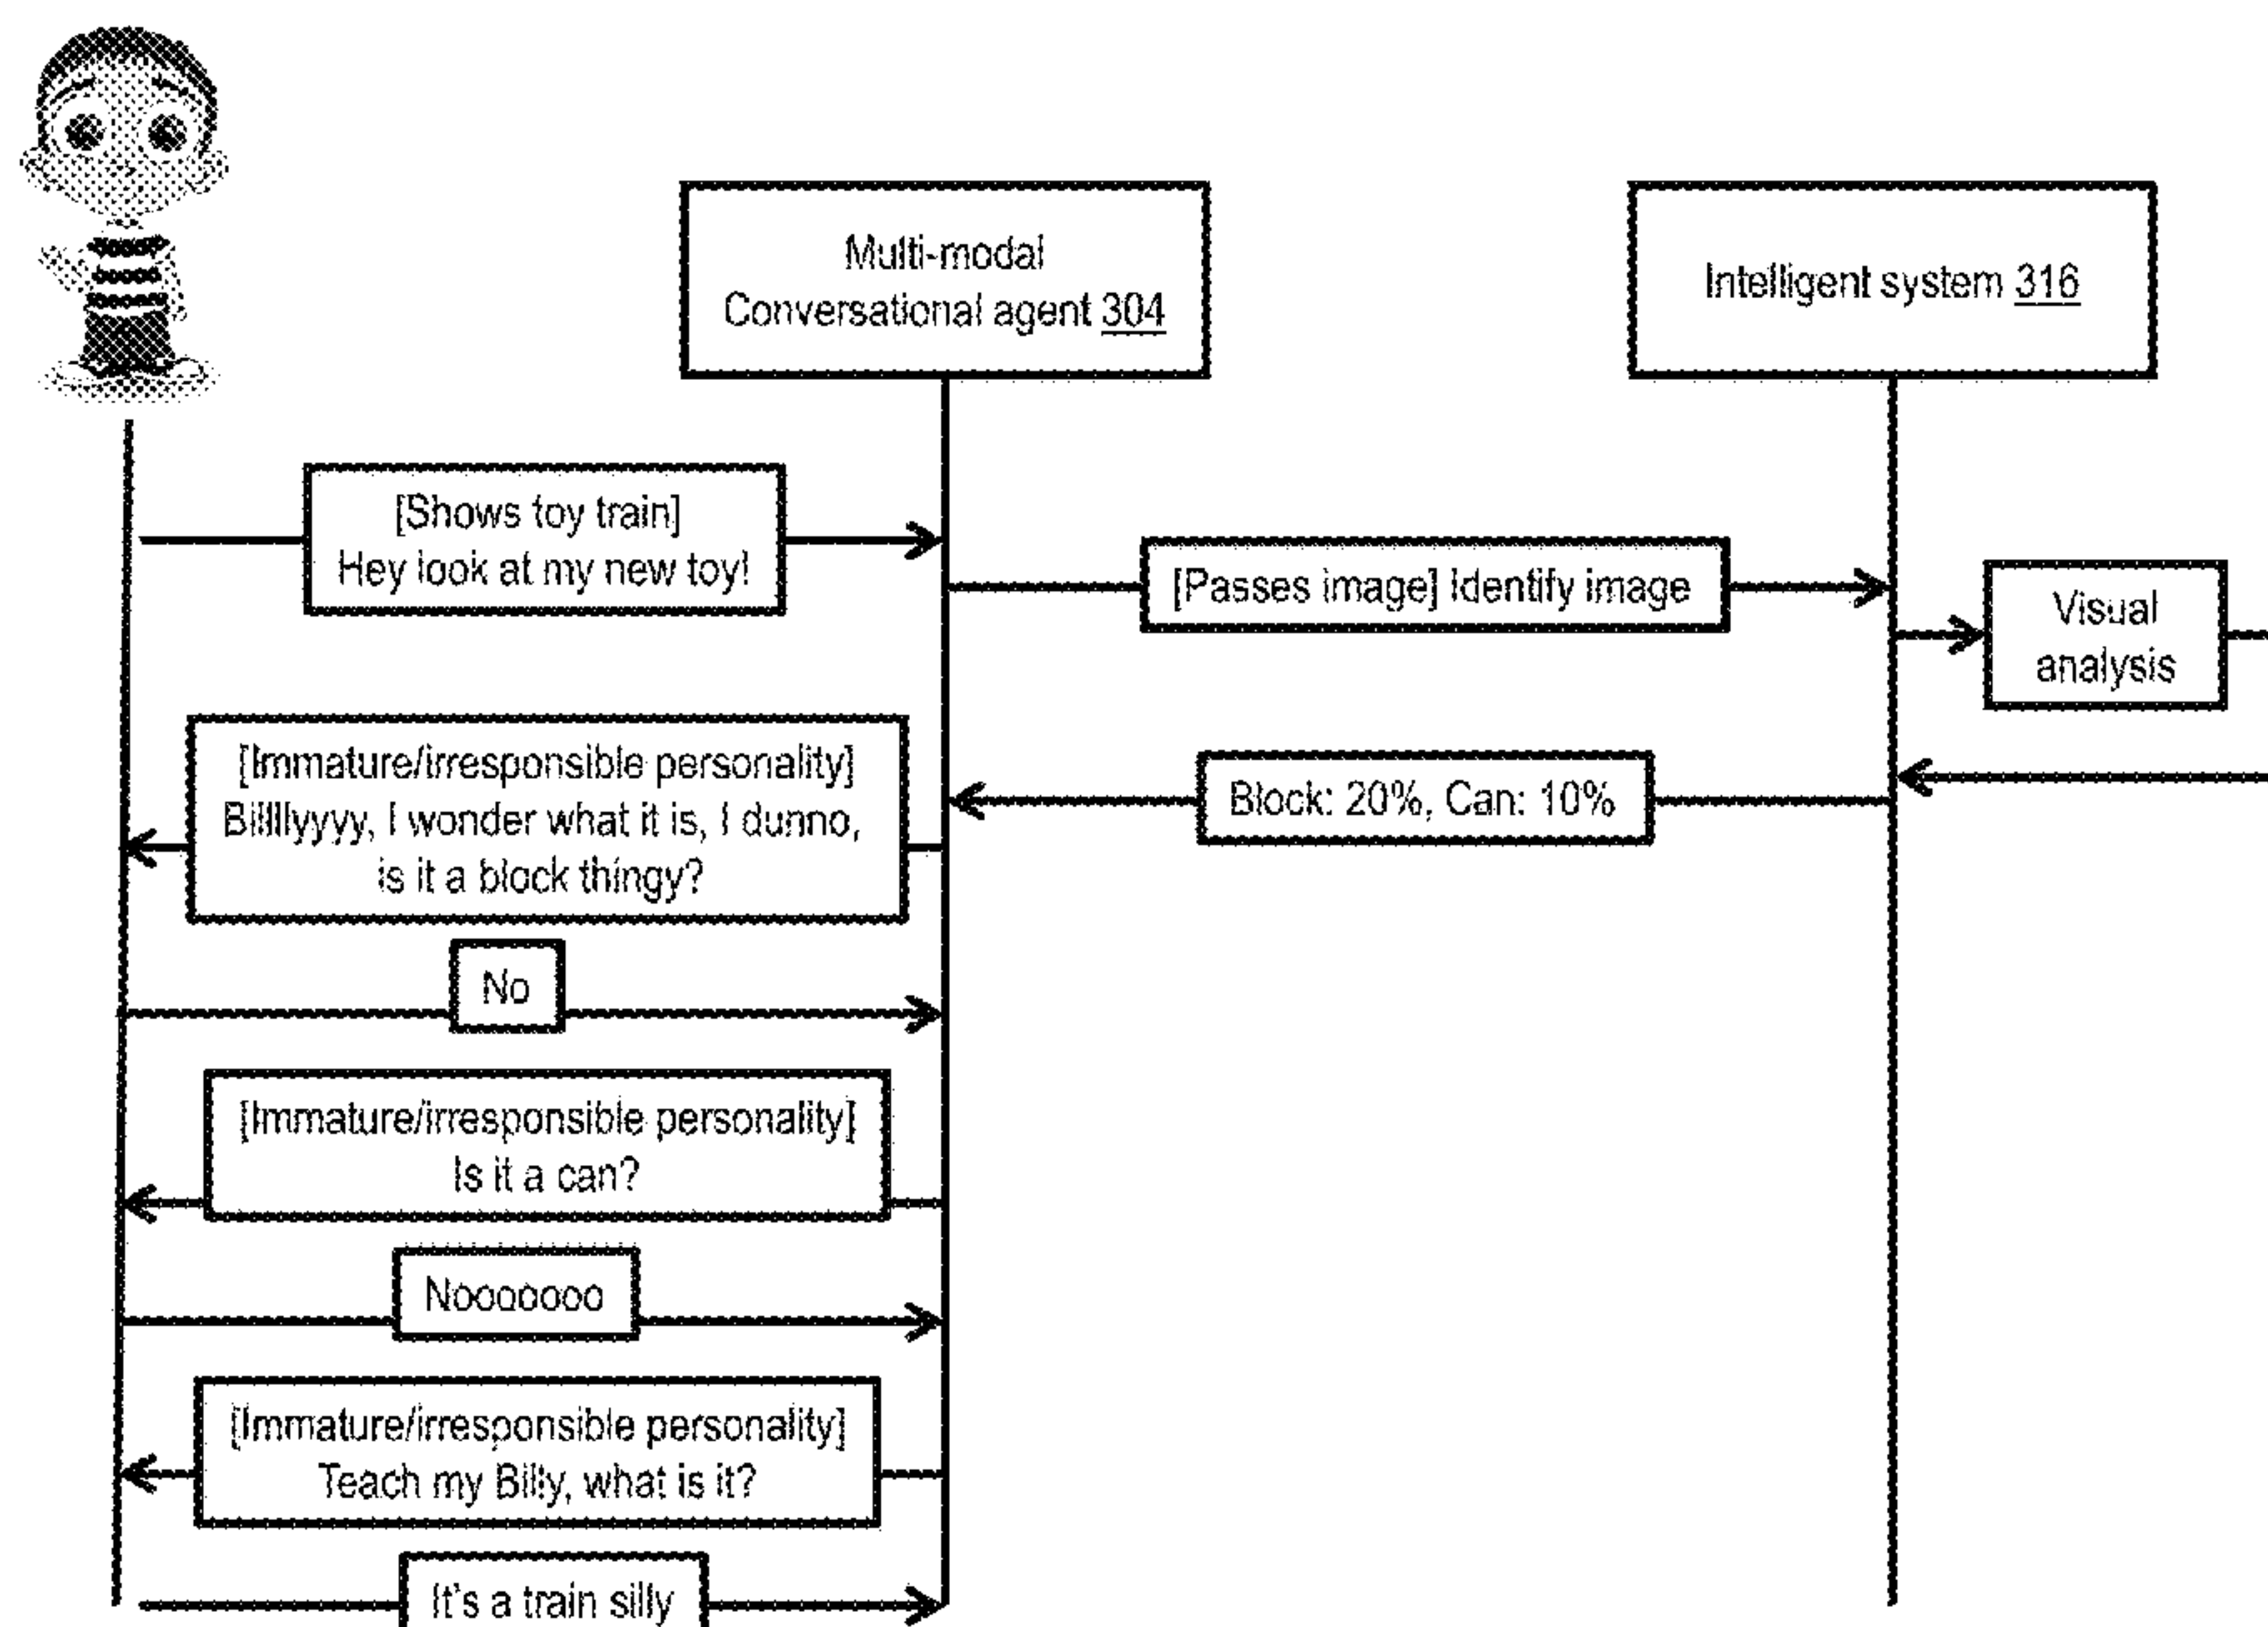 Multi-modal
Conversational agent 304
Intelligent system 316
[Shows toy train]
Hey look at my new toy!
[Passes image] Identify image
Visual
analysis
[Immature/irresponsible personality]
Billlllyyyy, I wonder what it is, I dunno,
is it a block thingy?
Block: 20%, Can: 10%
No
[Immature/irresponsible personality]
Is it a can?
Nooooooo
[Immature/irresponsible personality]
Teach my Billy, what is it?
It's a train silly